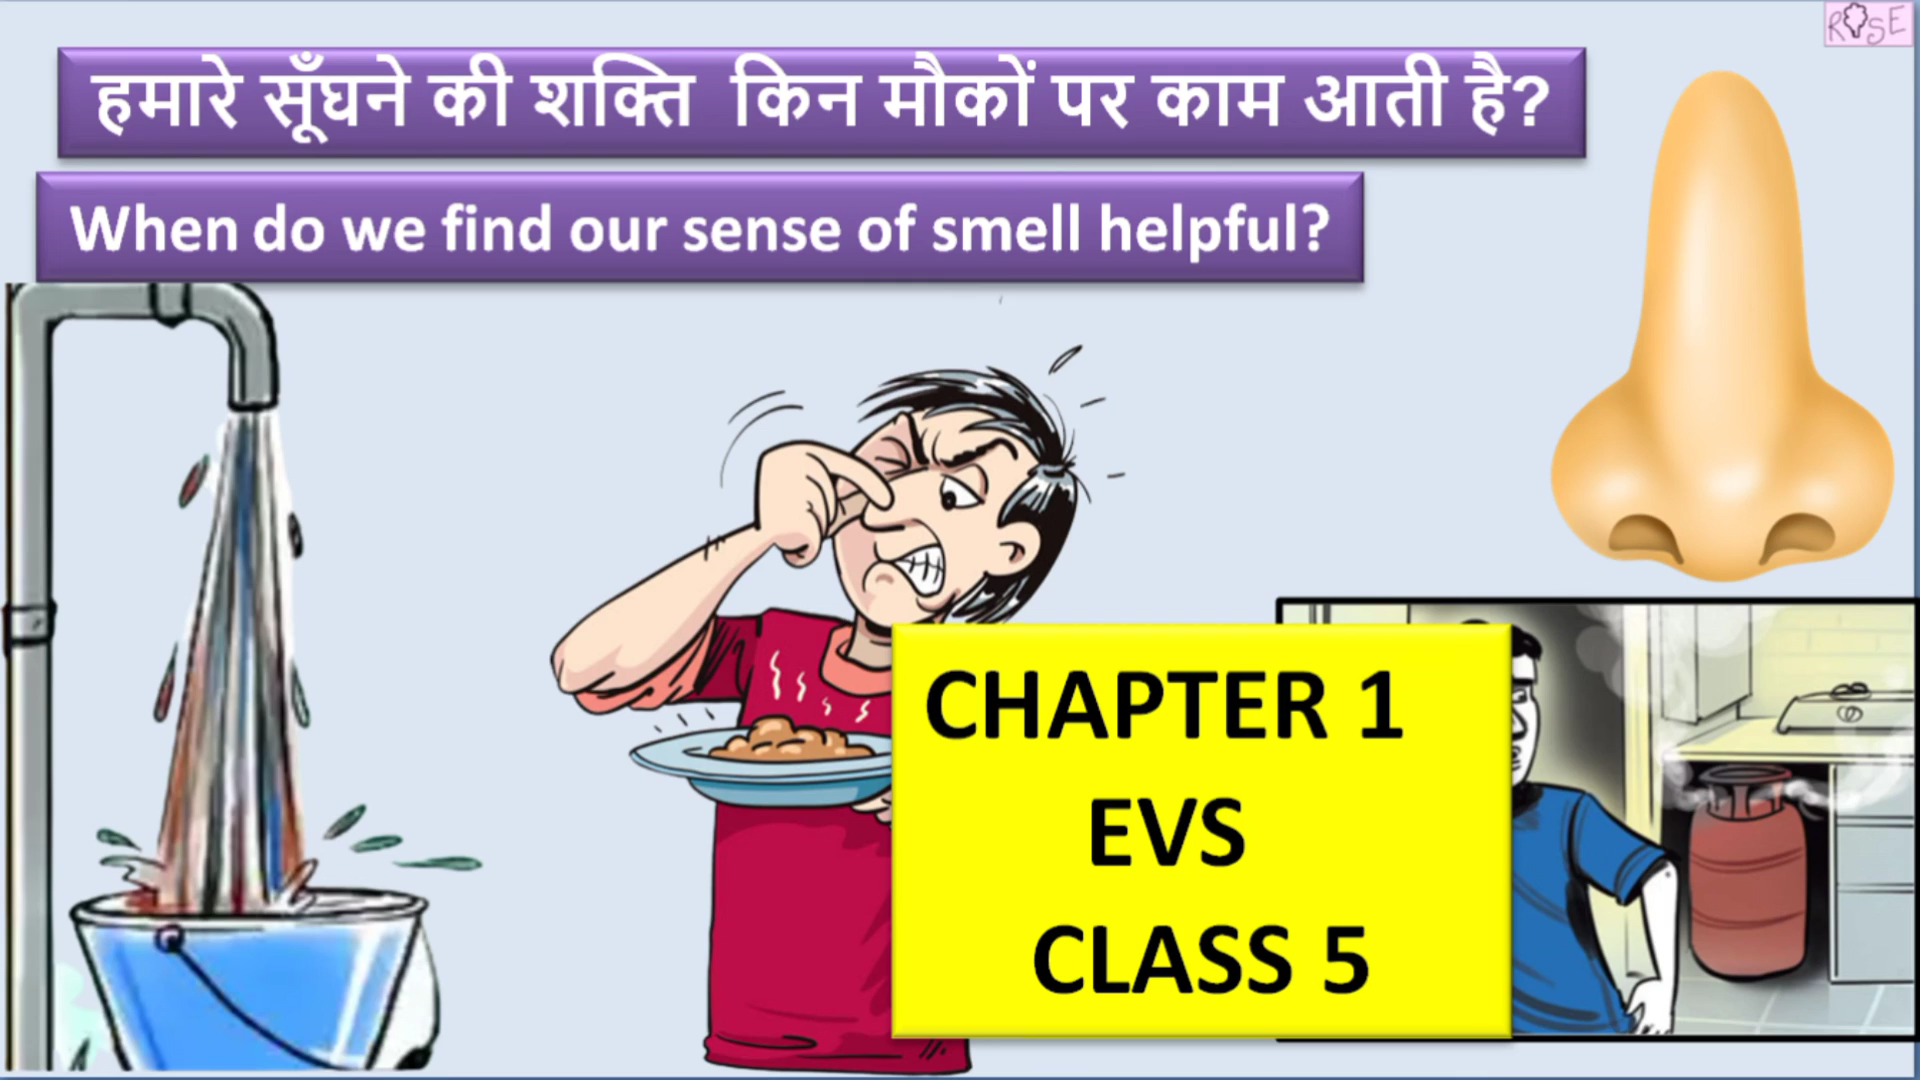 ROSE
हमारे सूँघने की शक्ति किन मौकों पर काम आती है?
When do we find our sense of smell helpful?
CHAPTER 1
EVS
CLASS 5